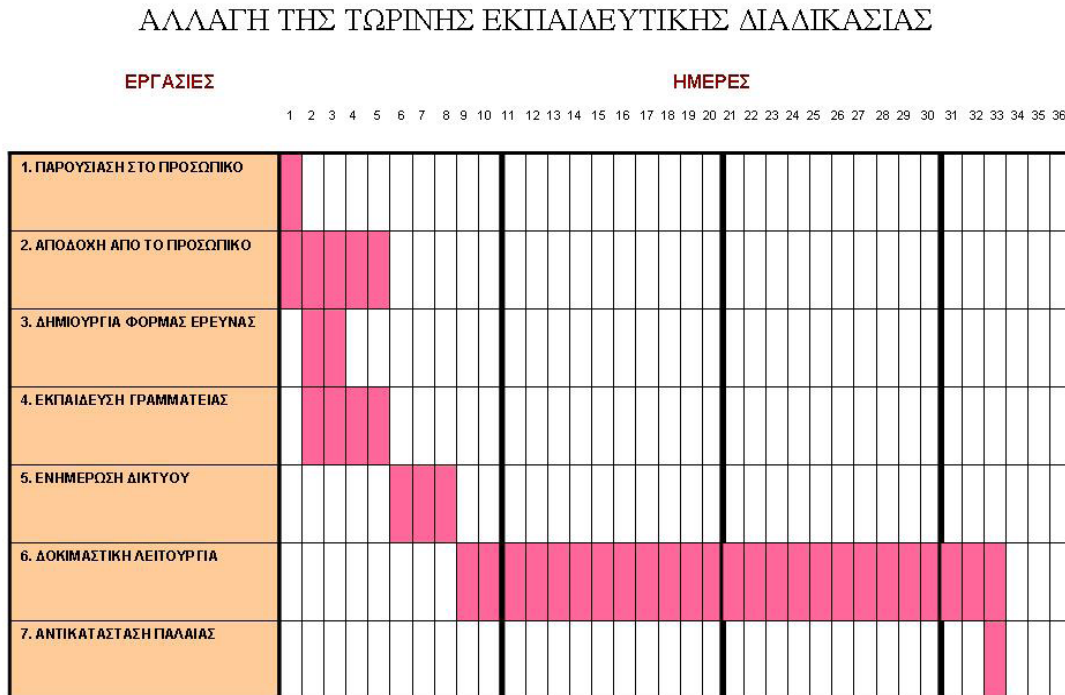 ΑΛΛΑΓΗ ΤΗΣ ΤΩΡΙΝΗΣ ΕΚΠΑΙΔΕΥΤΙΚΗΣ ΔΙΑΔΙΚΑΣΙΑΣ
ΕΡΓΑΣΙΕΣ ΗΜΕΡΕΣ
1 2 3 4 5 6 7 8 9 10 11 12 13 14 15 16 17 18 19 20 21 22 23 24 25 26 27 28 29 30 31 32 33 34 35 36
1. ΠΑΡΟΥΣΙΑΣΗ ΣΤΟ ΠΡΟΣΩΠΙΚΟ
2. ΑΠΟΔΟΧΗ ΑΠΟ ΤΟ ΠΡΟΣΩΠΙΚΟ
3. ΔΗΜΙΟΥΡΓΙΑ ΦΟΡΜΑΣ ΕΡΕΥΝΑΣ
4. ΕΚΠΑΙΔΕΥΣΗ ΓΡΑΜΜΑΤΕΙΑΣ
5. ΕΝΗΜΕΡΩΣΗ ΔΙΚΤΥΟΥ
6. ΔΟΚΙΜΑΣΤΙΚΗ ΛΕΙΤΟΥΡΓΙΑ
7. ΑΝΤΙΚΑΤΑΣΤΑΣΗ ΠΑΛΑΙΑΣ